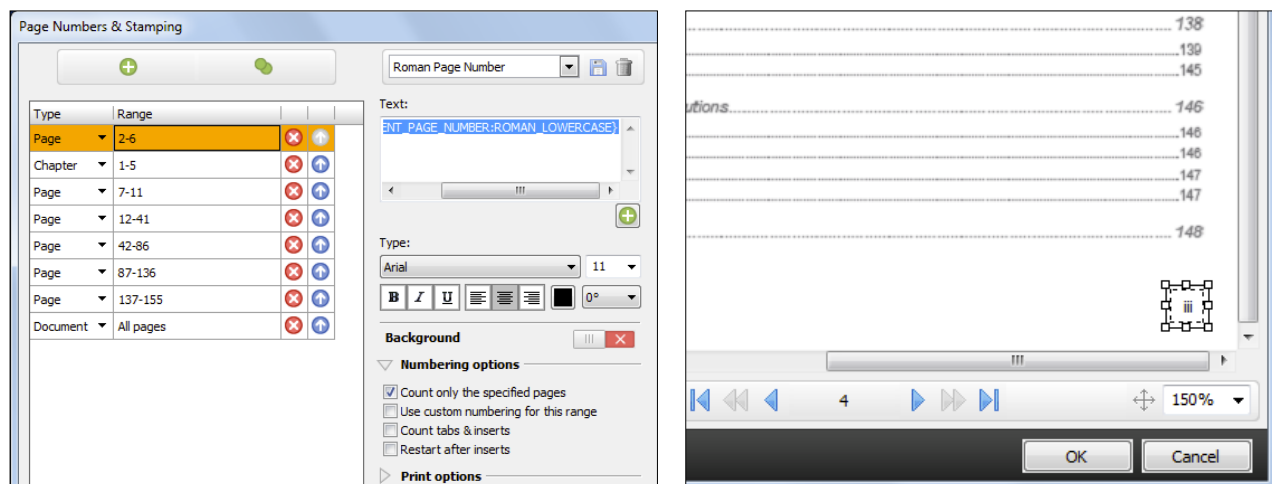 Page Numbers & Stamping
Roman Page Number
Text:
ENT_PAGE_NUMBER:ROMAN_LOWERCASE}
Type Range
Page 2-6
Chapter 1-5
Page 7-11
Page 12-41
Page 42-86
Page 87-136
Page 137-155
Document All pages
Type:
Arial 11
B I U 0°
Background
Numbering options
Count only the specified pages
Use custom numbering for this range
Count tabs & inserts
Restart after inserts
Print options
138
139
145
utions 146
146
146
147
147
148
iii
4 150%
OK Cancel